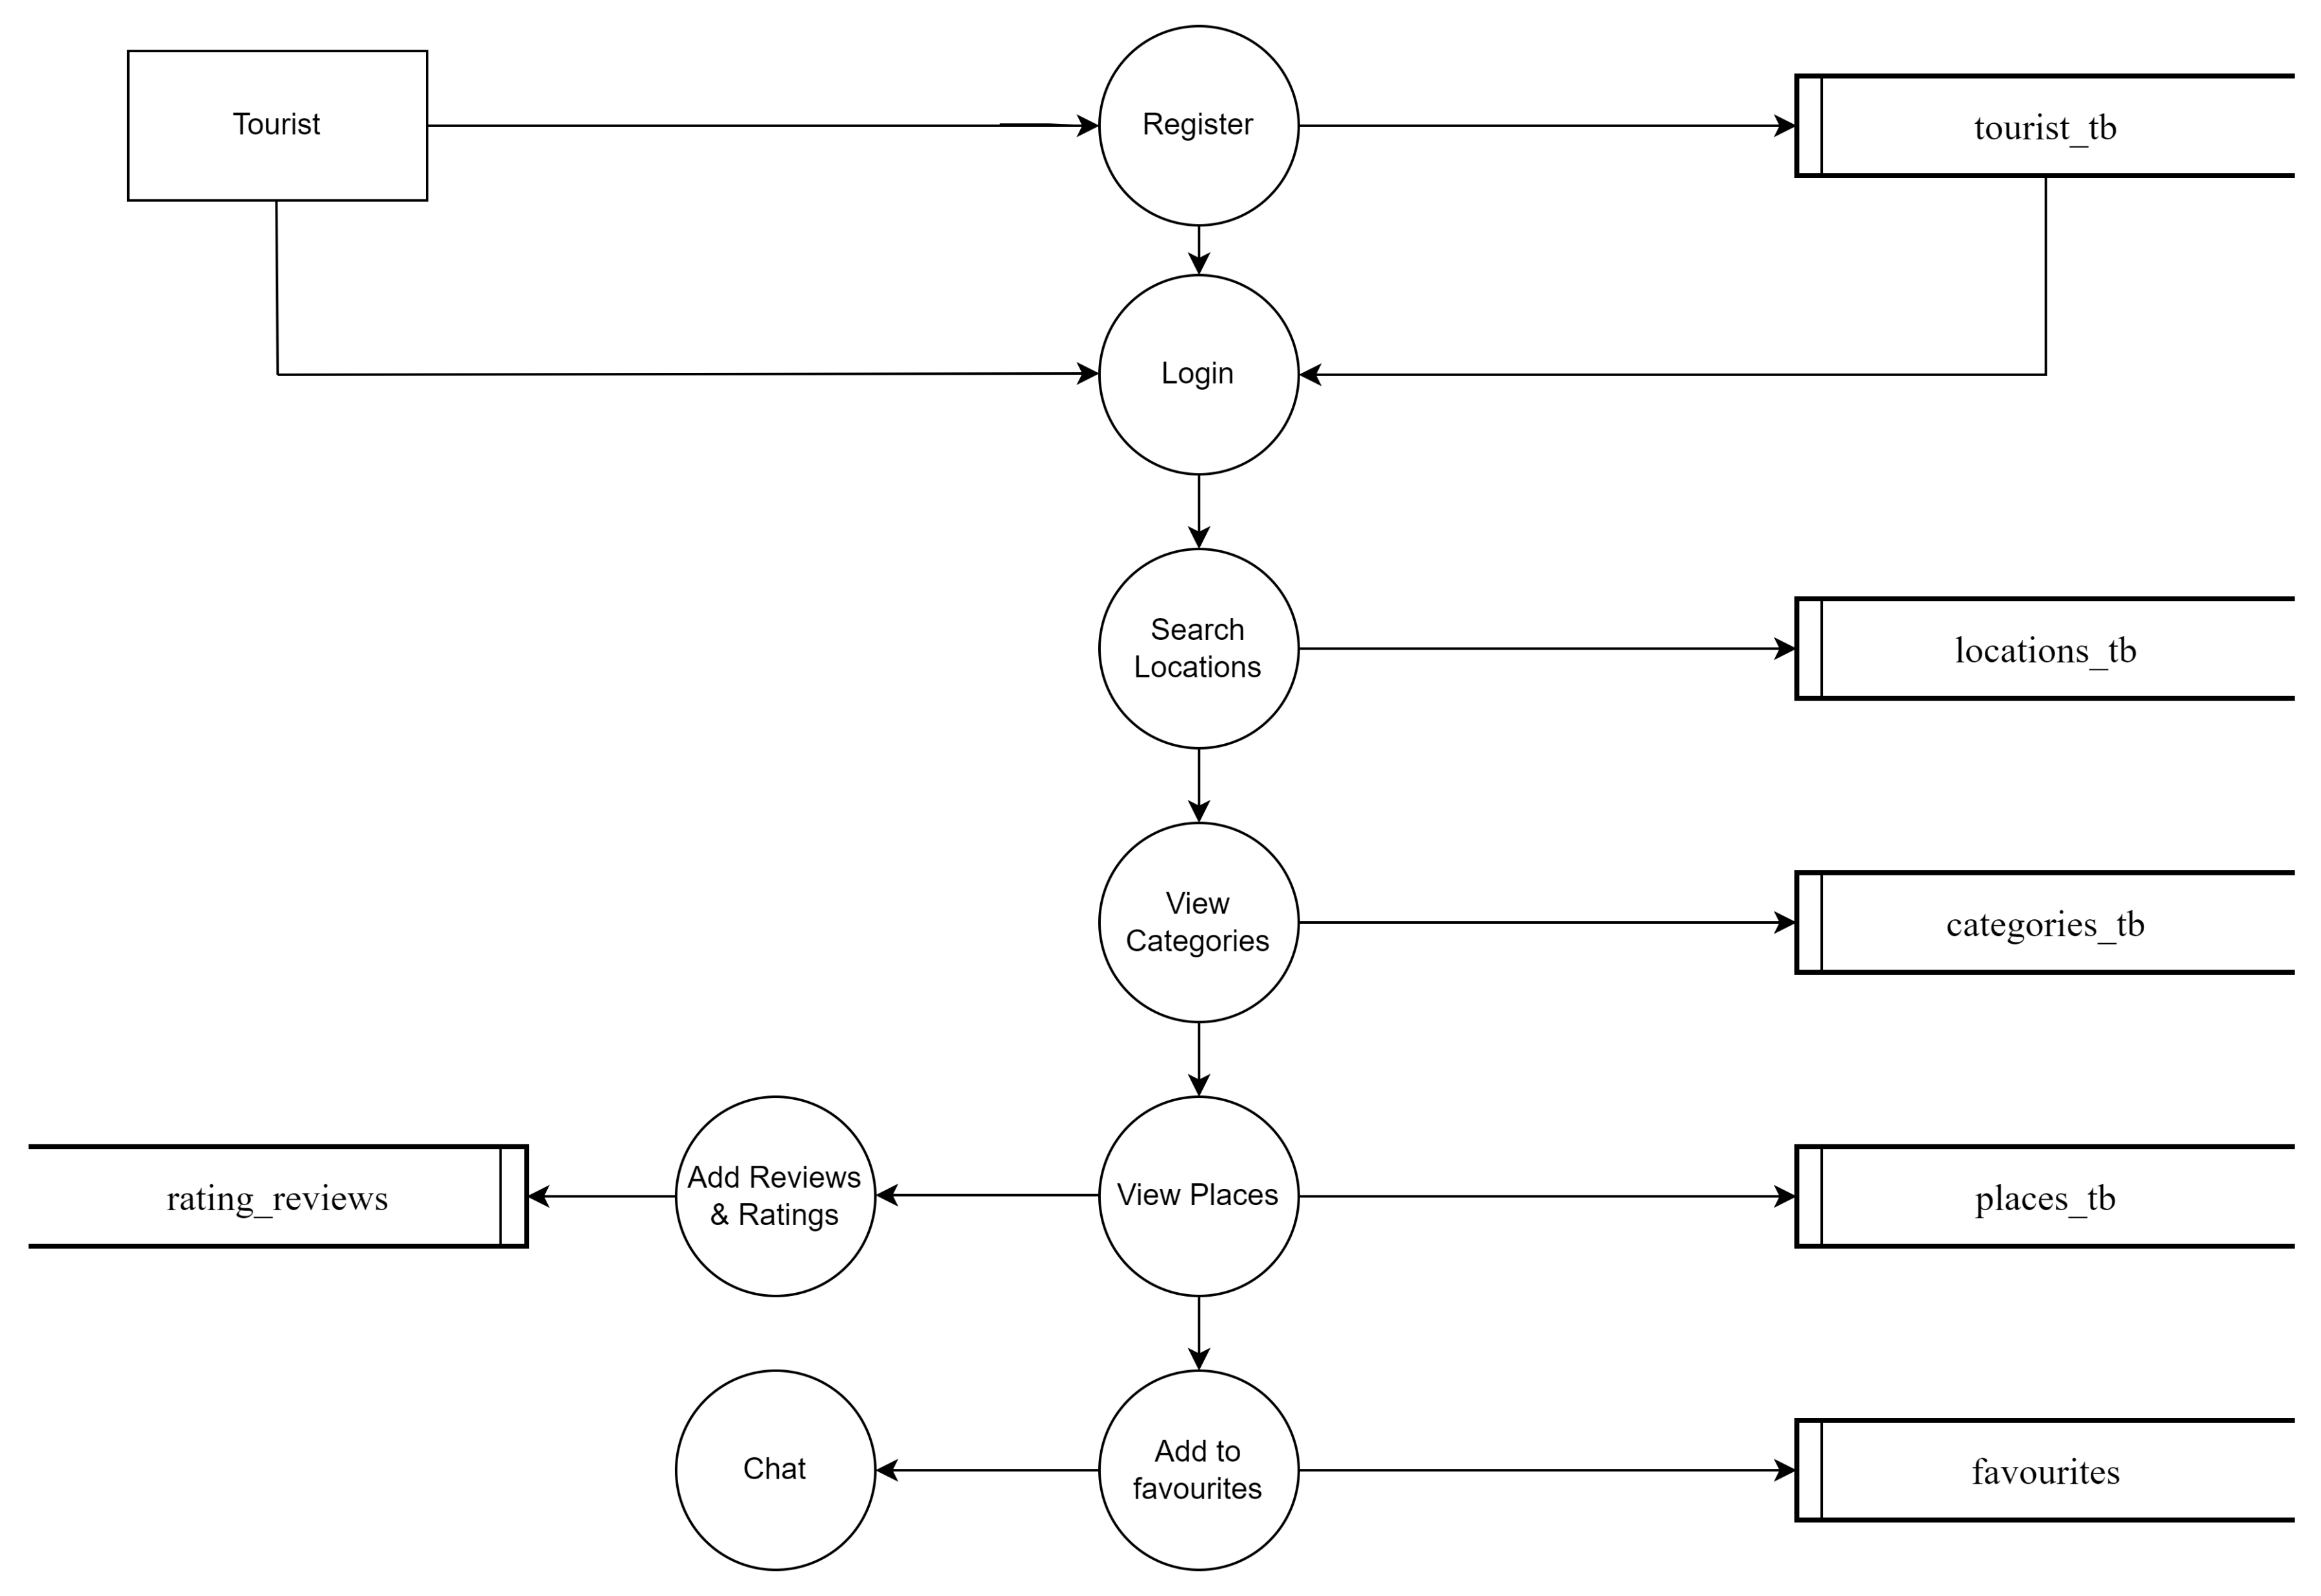 Tourist
Register
tourist_tb
Login
Search
Locations
locations_tb
View
Categories
categories_tb
rating_reviews
Add Reviews
& Ratings
View Places
places_tb
Chat
Add to
favourites
favourites